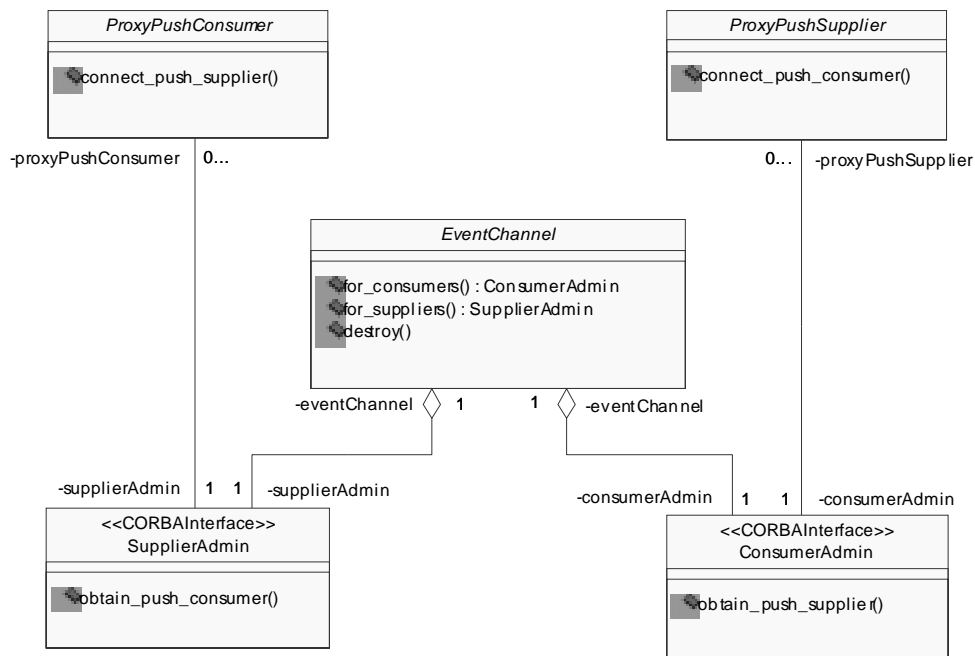 ProxyPushConsumer
connect_push_supplier()
ProxyPushSupplier
connect_push_consumer()
-proxyPushConsumer
0...
0...
-proxyPushSupplier
EventChannel
for_consumers() : ConsumerAdmin
for_suppliers() : SupplierAdmin
destroy()
-eventChannel
1
1
-eventChannel
-supplierAdmin
1
1
-supplierAdmin
-consumerAdmin
1
1
-consumerAdmin
<<CORBAInterface>>
SupplierAdmin
obtain_push_consumer()
<<CORBAInterface>>
ConsumerAdmin
obtain_push_supplier()